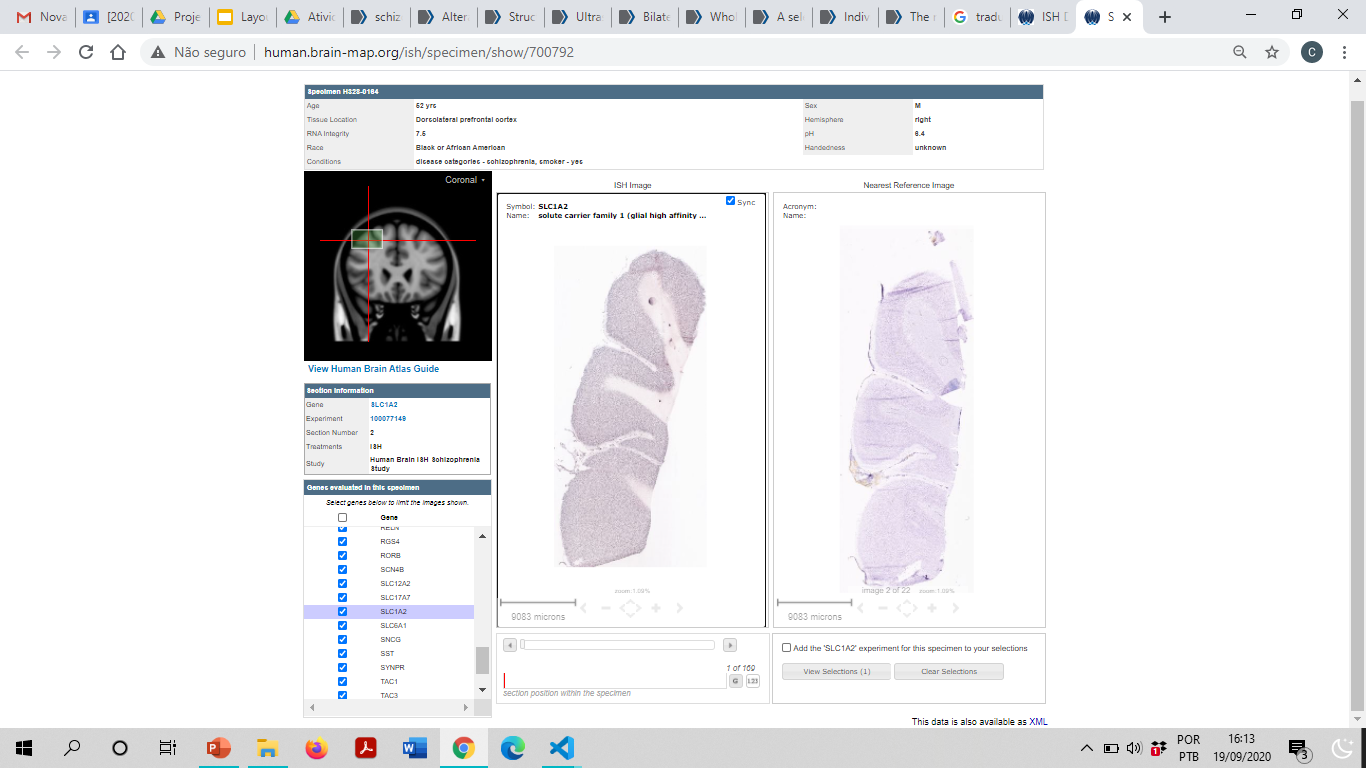 Nova
[2020
Proje
Layou
Ativid
schiz
Altera
Struc
Ultra
Bilate
Whol
A sel
Indiv
The r
tradu
ISH D
S
Não seguro
human.brain-map.org/ish/specimen/show/700792
C
Specimen H328-0164
Age 52 yrs Sex M
Tissue Location Dorsolateral prefrontal cortex Hemisphere right
RNA Integrity 7.5 pH 6.4
Race Black or African American Handedness unknown
Conditions disease categories - schizophrenia, smoker - yes
Coronal
View Human Brain Atlas Guide
Section Information
Gene SLC1A2
Experiment 100077149
Section Number 2
Treatments ISH
Study Human Brain ISH Schizophrenia
Study
Genes evaluated in this specimen
Select genes below to limit the images shown.
Gene
RELN
RGS4
RORB
SCN4B
SLC12A2
SLC17A7
SLC1A2
SLC6A1
SNCG
SST
SYNPR
TAC1
TAC3
ISH Image
Symbol: SLC1A2
Sync
Name: solute carrier family 1 (glial high affinity ...
zoom: 1.09%
9083 microns
1 of 169
G
1,2,3
section position within the specimen
Nearest Reference Image
Acronym:
Name:
image 2 of 22 zoom: 1.09%
9083 microns
Add the 'SLC1A2' experiment for this specimen to your selections
View Selections (1)
Clear Selections
This data is also available as XML
POR
PTB
16:13
19/09/2020
1
3